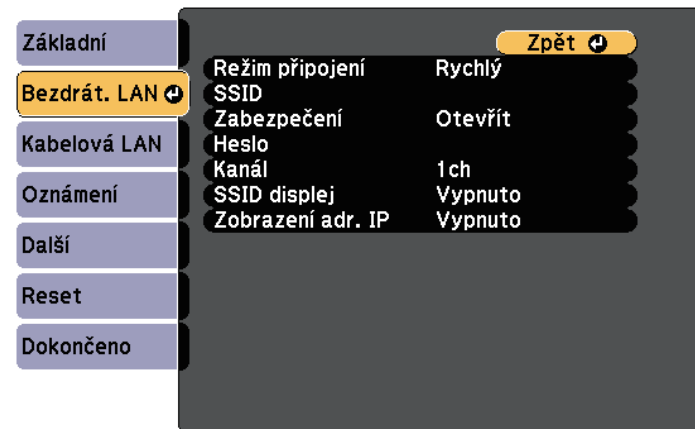 Základní
Bezdrát. LAN
Kabelová LAN
Oznámení
Další
Reset
Dokončeno
Zpět
Režim připojení Rychlý
SSID
Zabezpečení Otevřít
Heslo
Kanál 1ch
SSID displej Vypnuto
Zobrazení adr. IP Vypnuto